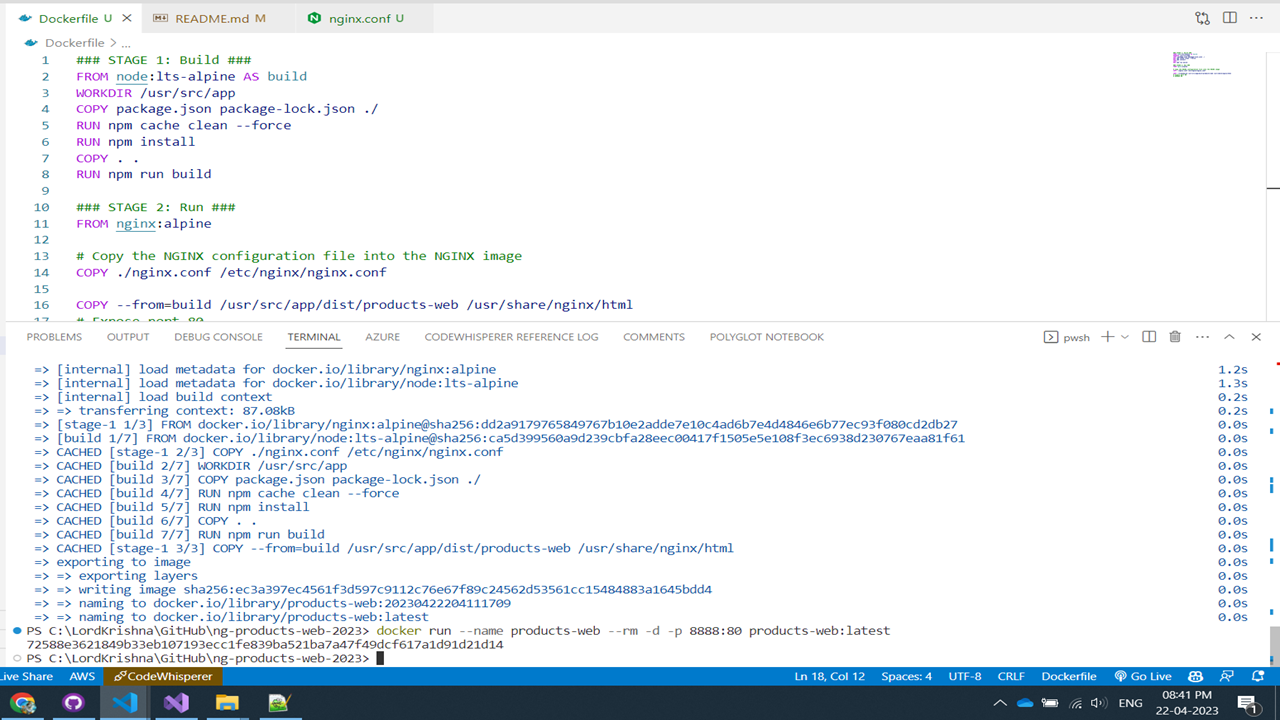 Dockerfile U
README.md M
nginx.conf U
Dockerfile > ...
1 ### STAGE 1: Build ###
2 FROM node:lts-alpine AS build
3 WORKDIR /usr/src/app
4 COPY package.json package-lock.json ./
5 RUN npm cache clean --force
6 RUN npm install
7 COPY . .
8 RUN npm run build
9
10 ### STAGE 2: Run ###
11 FROM nginx:alpine
12
13 # Copy the NGINX configuration file into the NGINX image
14 COPY ./nginx.conf /etc/nginx/nginx.conf
15
16 COPY --from=build /usr/src/app/dist/products-web /usr/share/nginx/html
17 # Expose port 80
PROBLEMS OUTPUT DEBUG CONSOLE TERMINAL AZURE CODEWHISPERER REFERENCE LOG COMMENTS POLYGLOT NOTEBOOK pwsh
=> [internal] load metadata for docker.io/library/nginx:alpine 1.2s
=> [internal] load metadata for docker.io/library/node:lts-alpine 1.3s
=> [internal] load build context 0.2s
=> => transferring context: 87.08kB 0.2s
=> [stage-1 1/3] FROM docker.io/library/nginx:alpine@sha256:dd2a9179765849767b10e2adde7e10c4ad6b7e4d4846e6b77ec93f080cd2db27 0.0s
=> [build 1/7] FROM docker.io/library/node:lts-alpine@sha256:ca5d399560a9d239cbfa28eec00417f1505e5e108f3ec6938d230767eaa81f61 0.0s
=> CACHED [stage-1 2/3] COPY ./nginx.conf /etc/nginx/nginx.conf 0.0s
=> CACHED [build 2/7] WORKDIR /usr/src/app 0.0s
=> CACHED [build 3/7] COPY package.json package-lock.json ./ 0.0s
=> CACHED [build 4/7] RUN npm cache clean --force 0.0s
=> CACHED [build 5/7] RUN npm install 0.0s
=> CACHED [build 6/7] COPY . . 0.0s
=> CACHED [build 7/7] RUN npm run build 0.0s
=> CACHED [stage-1 3/3] COPY --from=build /usr/src/app/dist/products-web /usr/share/nginx/html 0.0s
=> exporting to image 0.0s
=> => exporting layers 0.0s
=> => writing image sha256:ec3a397ec4561f3d597c9112c76e67f89c24562d53561cc15484883a1645bdd4 0.0s
=> => naming to docker.io/library/products-web:20230422204111709 0.0s
=> => naming to docker.io/library/products-web:latest 0.0s
PS C:\LordKrishna\GitHub\ng-products-web-2023> docker run --name products-web --rm -d -p 8888:80 products-web:latest
72588e3621849b33eb107193ecc1fe839ba521ba7a47f49dcf617a1d91d21d14
PS C:\LordKrishna\GitHub\ng-products-web-2023>
Live Share AWS CodeWhisperer Ln 18, Col 12 Spaces: 4 UTF-8 CRLF Dockerfile Go Live
ENG
08:41 PM
22-04-2023
1